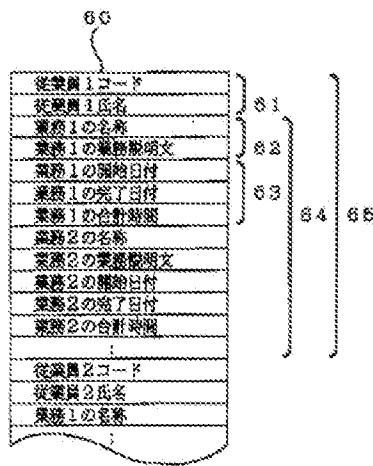 60
従業員1コード
従業員1氏名
業務1の名称
業務1の業務説明文
業務1の開始日付
業務1の完了日付
業務1の合計時間
業務2の名称
業務2の業務説明文
業務2の開始日付
業務2の完了日付
業務2の合計時間
⋮
従業員2コード
従業員2氏名
業務1の名称
⋮
61
62
63
64
65